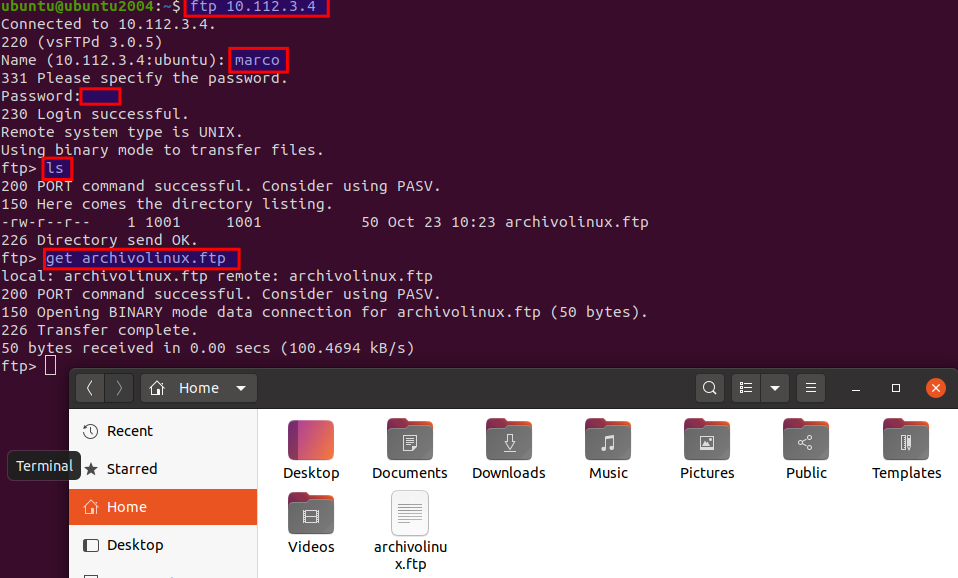 ubuntu@ubuntu2004:~$ ftp 10.112.3.4
Connected to 10.112.3.4.
220 (vsFTPd 3.0.5)
Name (10.112.3.4:ubuntu): marco
331 Please specify the password.
Password:
230 Login successful.
Remote system type is UNIX.
Using binary mode to transfer files.
ftp> ls
200 PORT command successful. Consider using PASV.
150 Here comes the directory listing.
-rw-r--r--    1 1001     1001           50 Oct 23 10:23 archivolinux.ftp
226 Directory send OK.
ftp> get archivolinux.ftp
local: archivolinux.ftp remote: archivolinux.ftp
200 PORT command successful. Consider using PASV.
150 Opening BINARY mode data connection for archivolinux.ftp (50 bytes).
226 Transfer complete.
50 bytes received in 0.00 secs (100.4694 kB/s)
ftp>
Home
Recent
Starred
Home
Desktop
Terminal
Desktop
Documents
Downloads
Music
Pictures
Public
Templates
Videos
archivolinu
x.ftp